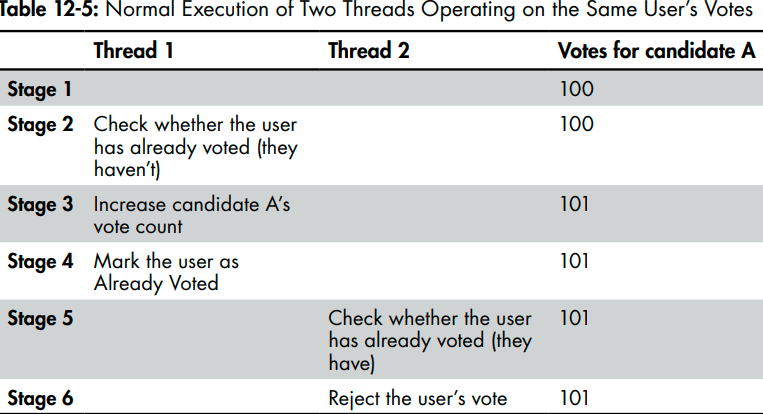 Table 12-5: Normal Execution of Two Threads Operating on the Same User’s Votes
Thread 1 Thread 2 Votes for candidate A
Stage 1 100
Stage 2 Check whether the user 100
has already voted (they
haven’t)
Stage 3 Increase candidate A’s 101
vote count
Stage 4 Mark the user as 101
Already Voted
Stage 5 Check whether the user 101
has already voted (they
have)
Stage 6 Reject the user’s vote 101